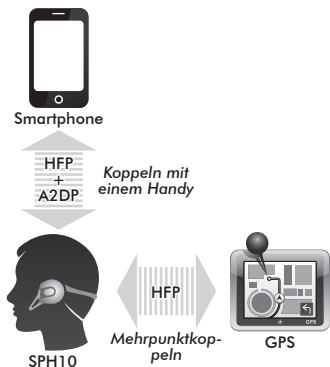 Smartphone
HFP
+
A2DP
Koppeln mit
einem Handy
HFP
GPS
Mehrpunktkop-
peln
GPS
SPH10